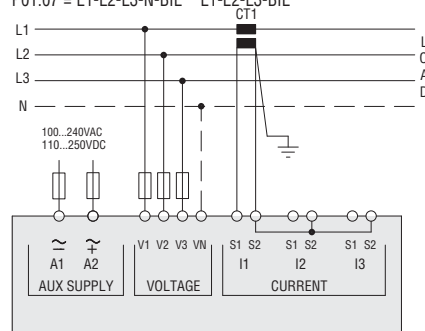 P01.07 = L1-L2-L3-N-BIL    L1-L2-L3-BIL
CT1
L1
L2
L3
N
L
O
A
D
100...240VAC
110...250VDC
V1 V2 V3 VN
S1 S2 S1 S2 S1 S2
A1 A2
I1 I2 I3
AUX SUPPLY VOLTAGE CURRENT